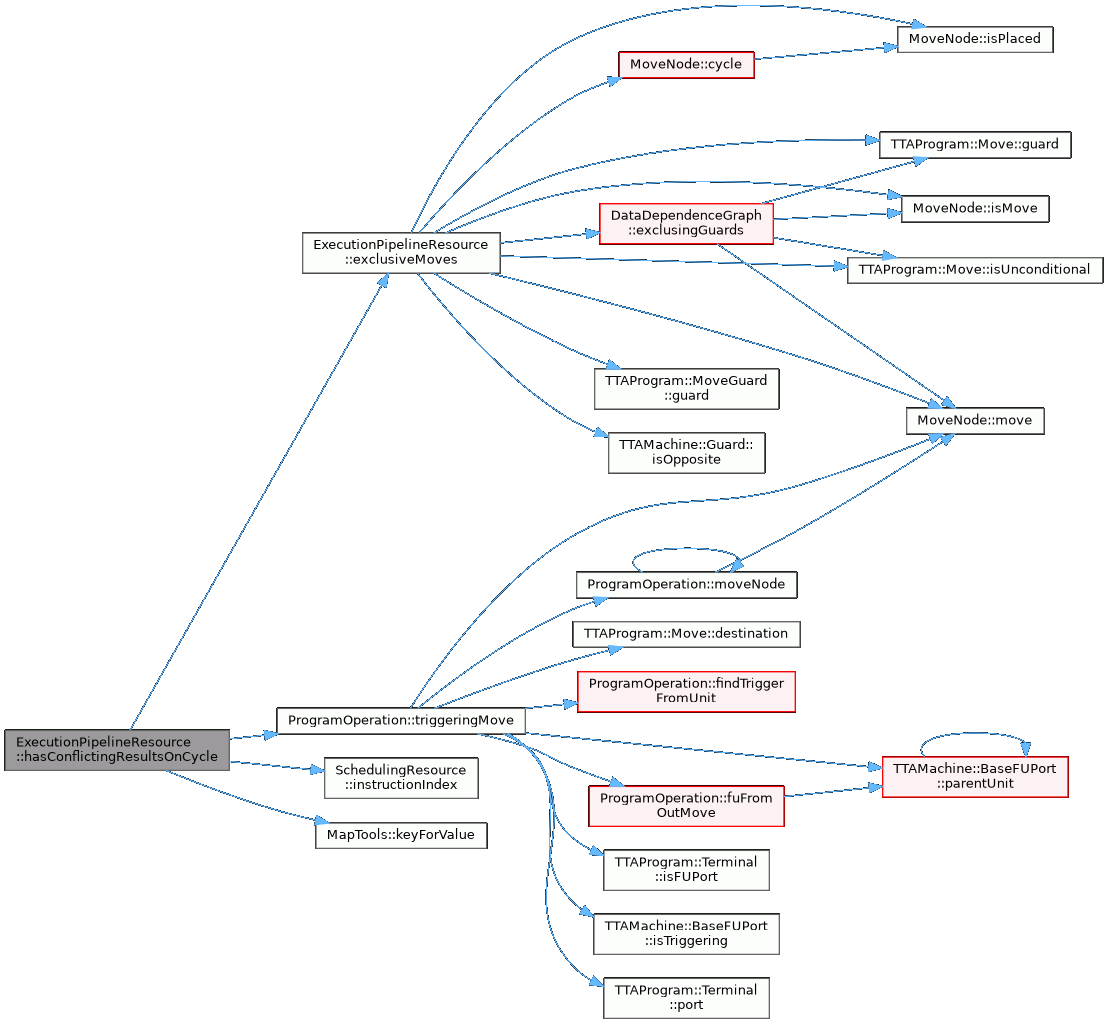 MoveNode::isPlaced
MoveNode::cycle
TTAProgram::Move::guard
MoveNode::isMove
DataDependenceGraph
::exclusingGuards
ExecutionPipelineResource
::exclusiveMoves
TTAProgram::Move::isUnconditional
TTAProgram::MoveGuard
::guard
MoveNode::move
TTAMachine::Guard::
isOpposite
ProgramOperation::moveNode
TTAProgram::Move::destination
ProgramOperation::findTrigger
FromUnit
ProgramOperation::triggeringMove
ExecutionPipelineResource
::hasConflictingResultsOnCycle
SchedulingResource
::instructionIndex
TTAMachine::BaseFUPort
::parentUnit
ProgramOperation::fuFrom
OutMove
MapTools::keyForValue
TTAProgram::Terminal
::isFUPort
TTAMachine::BaseFUPort
::isTriggering
TTAProgram::Terminal
::port